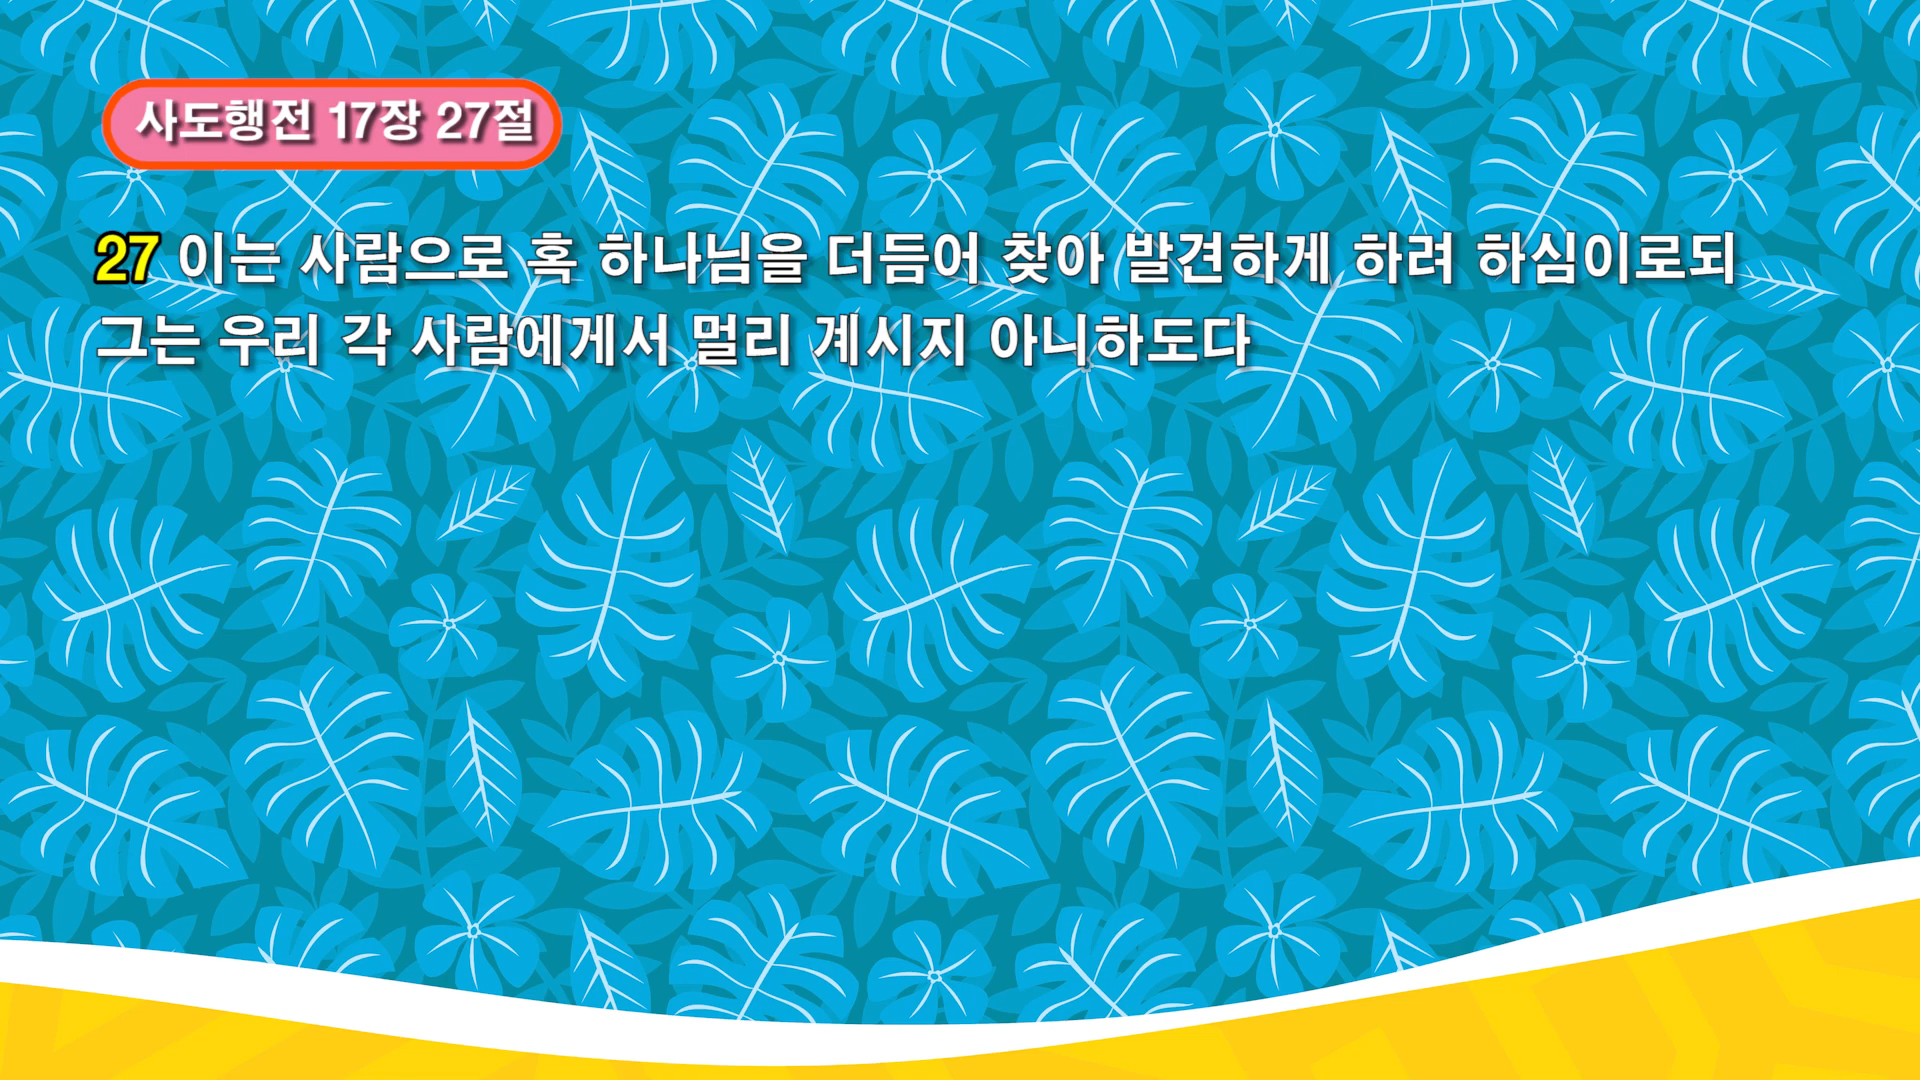 사도행전 17장 27절
27 이는 사람으로 혹 하나님을 더듬어 찾아 발견하게 하려 하심이로되
그는 우리 각 사람에게서 멀리 계시지 아니하도다